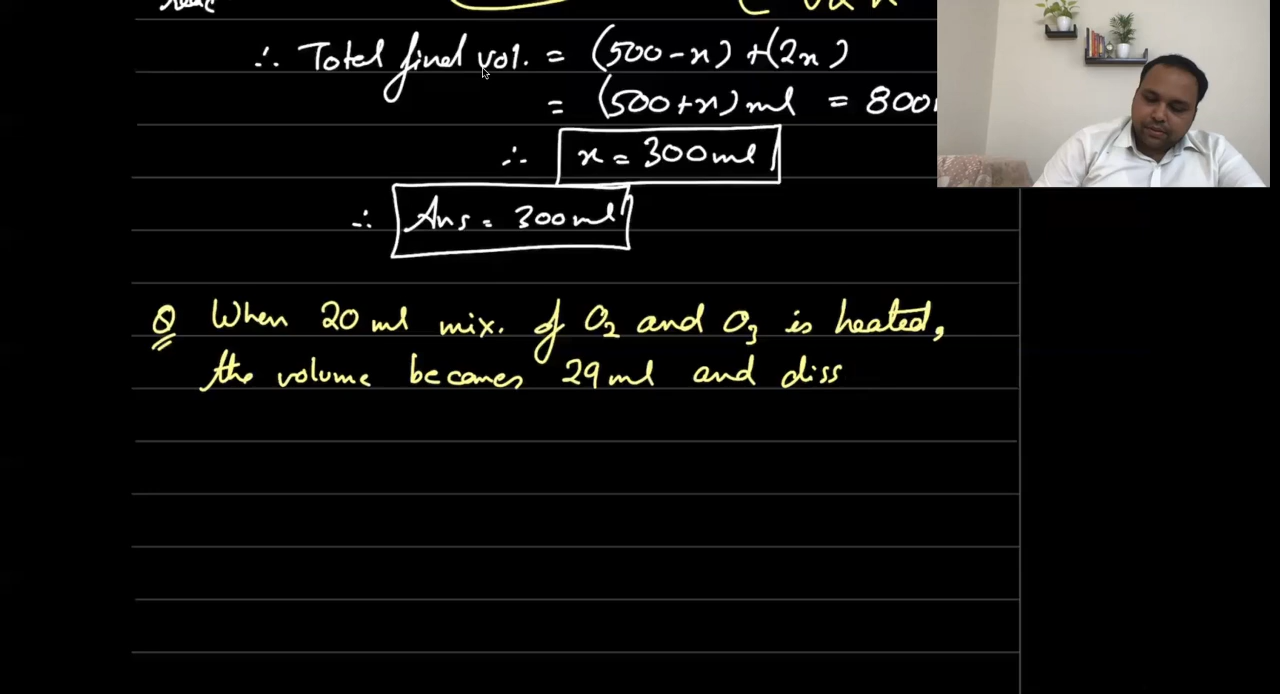 ∴ Total final vol. = (500-x) + (2x)
= (500+x) ml = 800
∴ x = 300 ml
∴ Ans = 300 ml
Q When 20 ml mix. of O₂ and O₃ is heated,
the volume becomes 29 ml and diss